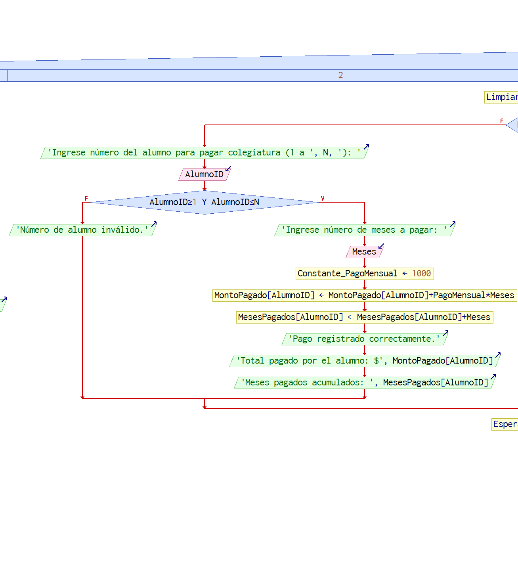 2
Limpiar
F
'Ingrese número del alumno para pagar colegiatura (1 a ', N, '): '
AlumnoID
F
AlumnoID≥1 Y AlumnoID≤N
V
'Número de alumno inválido.'
'Ingrese número de meses a pagar: '
Meses
Constante_PagoMensual ← 1000
MontoPagado[AlumnoID] ← MontoPagado[AlumnoID]+PagoMensual*Meses
MesesPagados[AlumnoID] ← MesesPagados[AlumnoID]+Meses
'Pago registrado correctamente.'
'Total pagado por el alumno: $', MontoPagado[AlumnoID]
'Meses pagados acumulados: ', MesesPagados[AlumnoID]
Esper